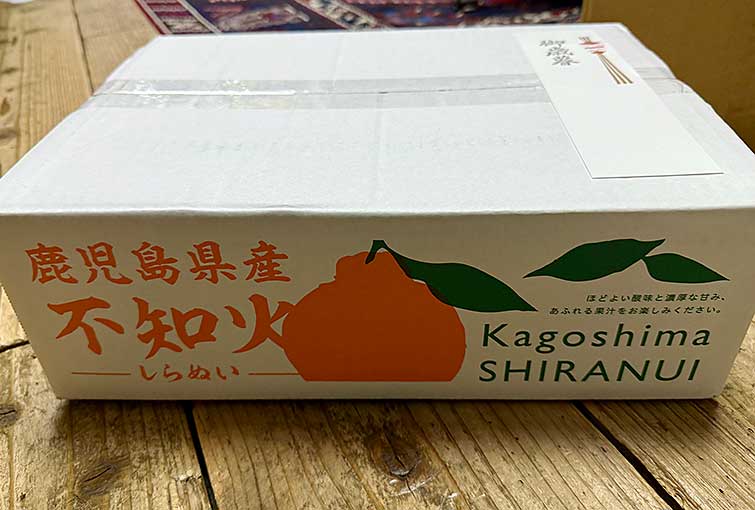 御歳暮
鹿児島県産
不知火
しらぬい
ほどよい酸味と濃厚な甘み、
あふれる果汁をお楽しみください。
Kagoshima
SHIRANUI